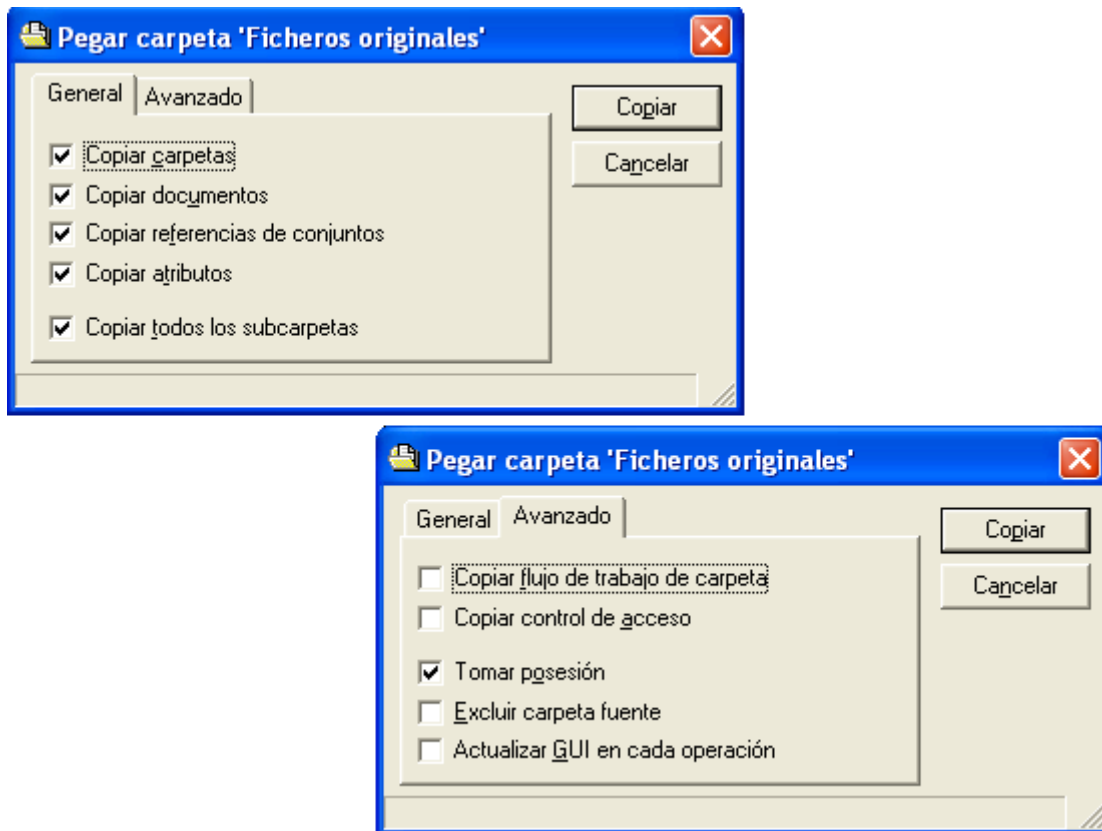 Pegar carpeta 'Ficheros originales'
General Avanzado
Copiar
Cancelar
Copiar carpetas
Copiar documentos
Copiar referencias de conjuntos
Copiar atributos
Copiar todos los subcarpetas
Pegar carpeta 'Ficheros originales'
General Avanzado
Copiar
Cancelar
Copiar flujo de trabajo de carpeta
Copiar control de acceso
Tomar posesión
Excluir carpeta fuente
Actualizar GUI en cada operación